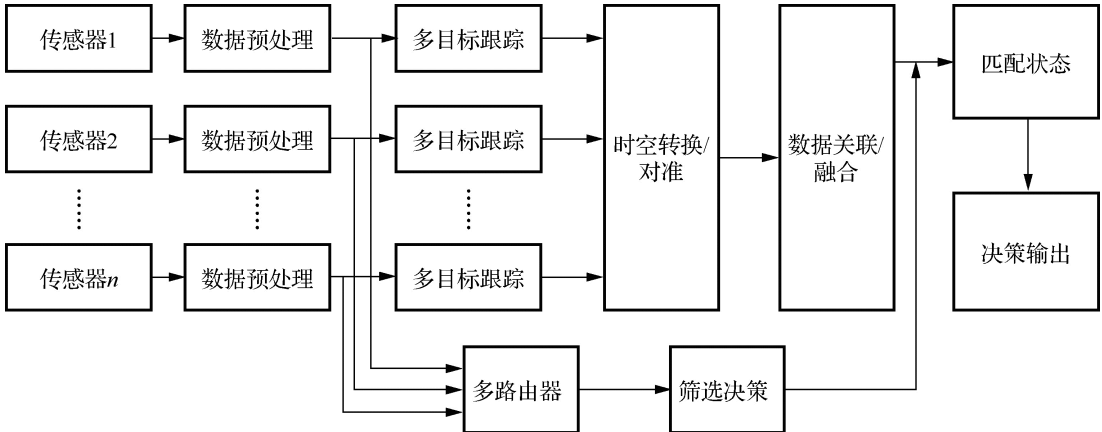 传感器1
数据预处理
多目标跟踪
传感器2
数据预处理
多目标跟踪
传感器n
数据预处理
多目标跟踪
时空转换/
对准
数据关联/
融合
匹配状态
决策输出
多路由器
筛选决策